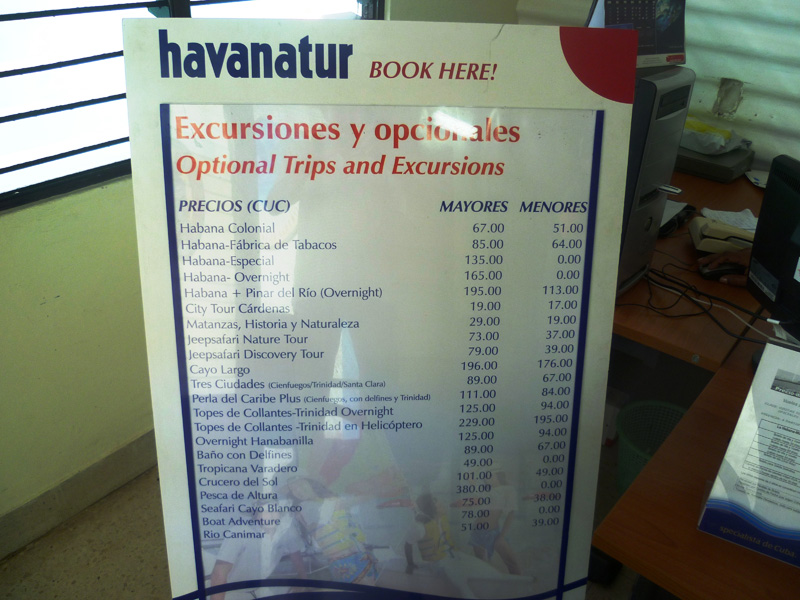 havanatur BOOK HERE!
Excursiones y opcionales
Optional Trips and Excursions
PRECIOS (CUC) MAYORES MENORES
Habana Colonial 67.00 51.00
Habana-Fábrica de Tabacos 85.00 64.00
Habana-Especial 135.00 0.00
Habana- Overnight 165.00 0.00
Habana + Pinar del Río (Overnight) 195.00 113.00
City Tour Cárdenas 19.00 17.00
Matanzas, Historia y Naturaleza 29.00 19.00
Jeepsafari Nature Tour 73.00 37.00
Jeepsafari Discovery Tour 79.00 39.00
Cayo Largo 196.00 176.00
Tres Ciudades (Cienfuegos/Trinidad/Santa Clara) 89.00 67.00
Perla del Caribe Plus (Cienfuegos, con delfines y Trinidad) 111.00 84.00
Topes de Collantes-Trinidad Overnight 125.00 94.00
Topes de Collantes -Trinidad en Helicóptero 229.00 195.00
Overnight Hanabanilla 125.00 94.00
Baño con Delfines 89.00 67.00
Tropicana Varadero 49.00 0.00
Crucero del Sol 101.00 49.00
Pesca de Altura 380.00 0.00
Seafari Cayo Blanco 75.00 38.00
Boat Adventure 78.00 0.00
Rio Canimar 51.00 39.00
especialista de Cuba